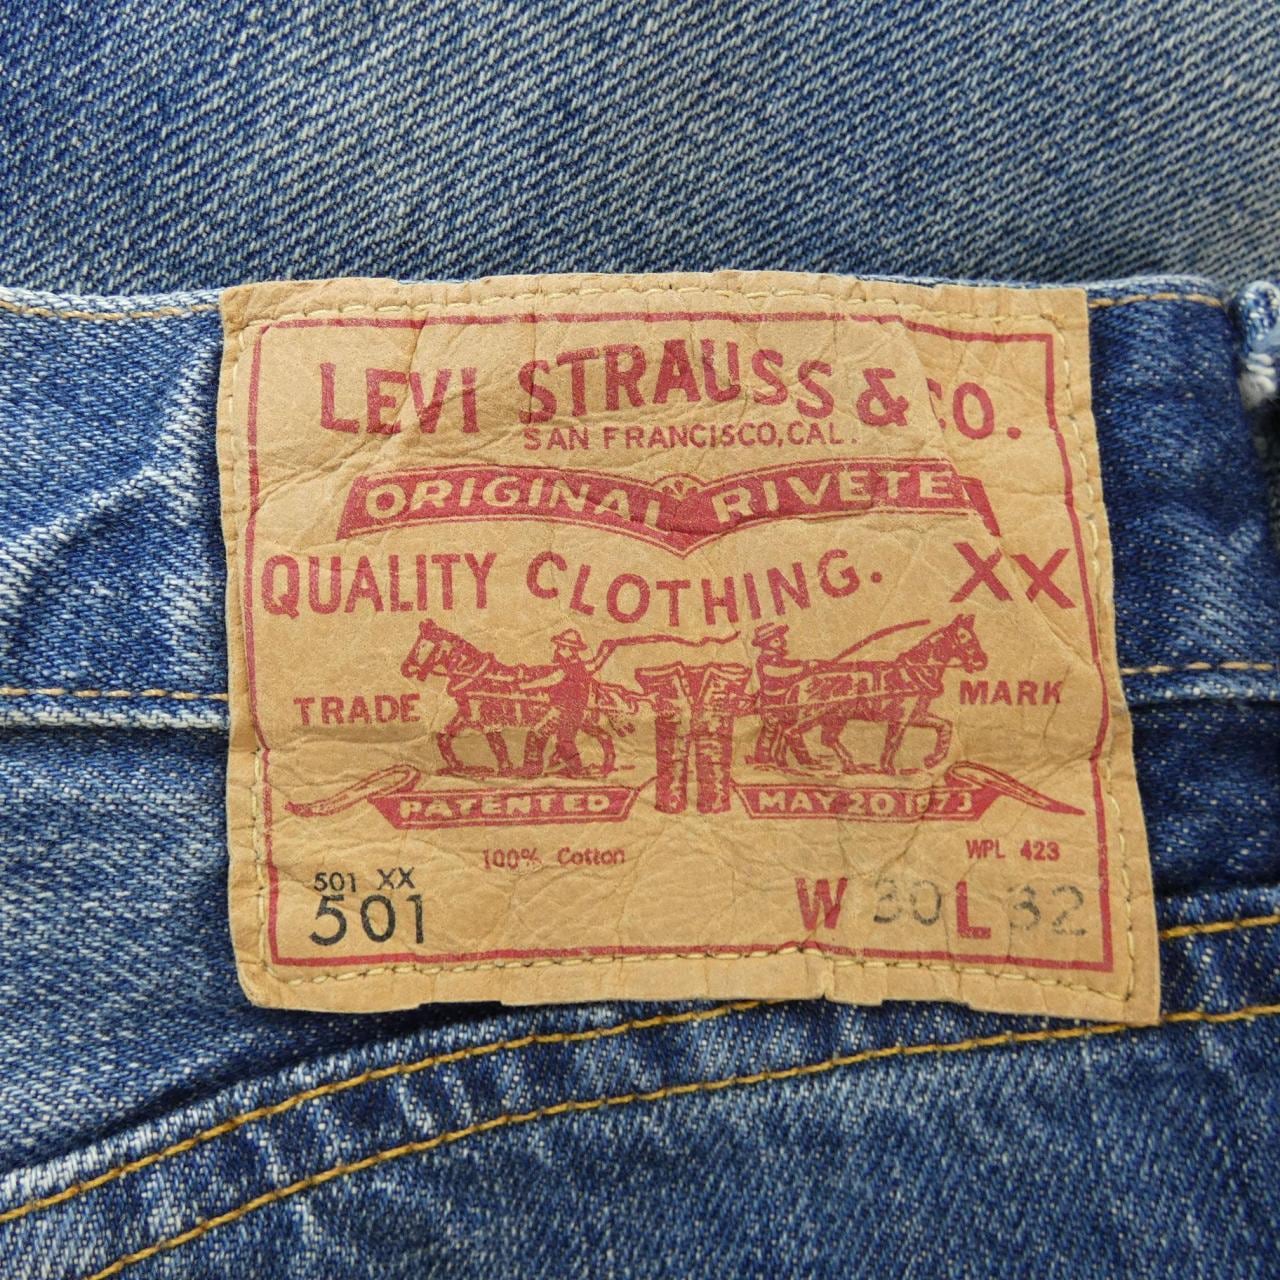 LEVI STRAUSS & CO.
SAN FRANCISCO, CAL.
ORIGINAL RIVETE
QUALITY CLOTHING. XX
TRADE MARK
PATENTED MAY 20 1873
100% Cotton WPL 423
501 XX
501 W 30 L 32